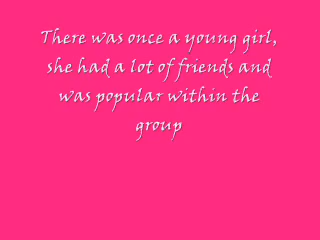 There was once a young girl,
she had a lot of friends and
was popular within the
group